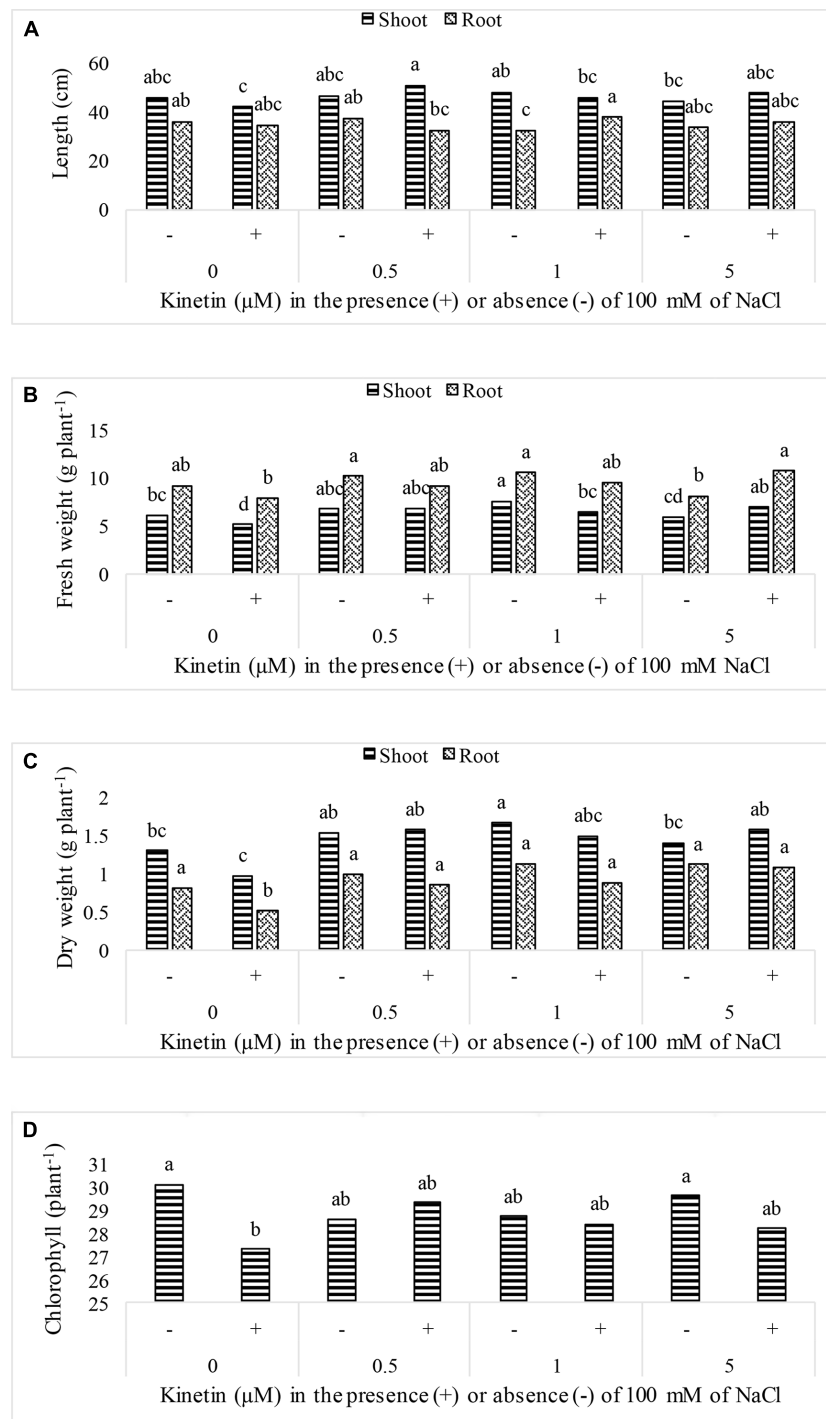 A
Shoot Root
Length (cm)
60
40
20
0
abc ab c abc abc ab a bc ab c bc a bc abc abc abc
- + - + - + - +
0 0.5 1 5
Kinetin (μM) in the presence (+) or absence (-) of 100 mM of NaCl
B
Shoot Root
Fresh weight (g plant-1)
15
10
5
0
bc ab d b abc a abc ab a a bc ab cd b ab a
- + - + - + - +
0 0.5 1 5
Kinetin (μM) in the presence (+) or absence (-) of 100 mM NaCl
C
Shoot Root
Dry weight (g plant-1)
2
1.5
1
0.5
0
bc a c b ab a ab a a a abc a bc a ab a
- + - + - + - +
0 0.5 1 5
Kinetin (μM) in the presence (+) or absence (-) of 100 mM of NaCl
D
Chlorophyll (plant-1)
31
30
29
28
27
26
25
a b ab ab ab ab a ab
- + - + - + - +
0 0.5 1 5
Kinetin (μM) in the presence (+) or absence (-) of 100 mM of NaCl